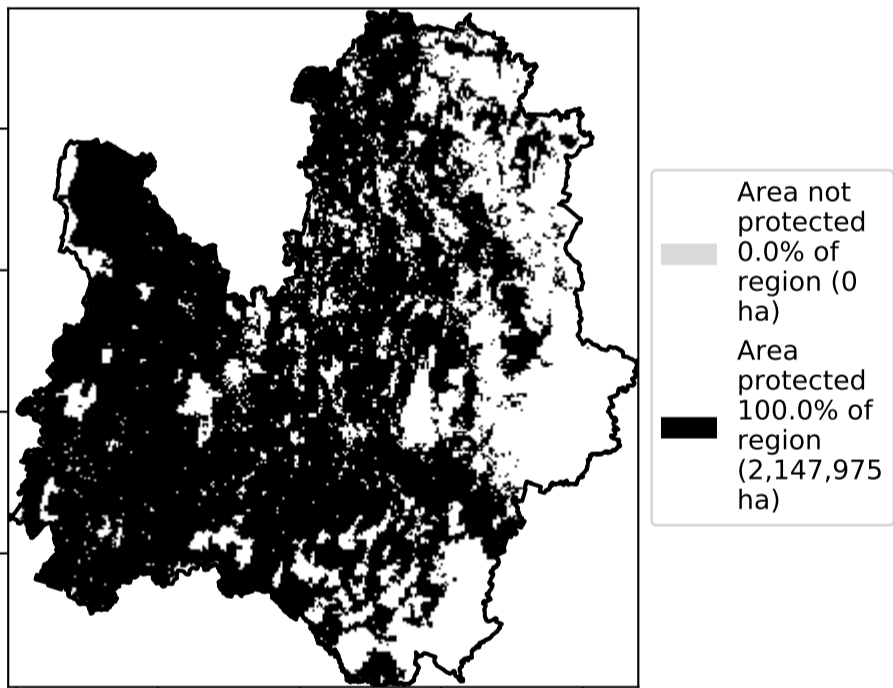 Area not
protected
0.0% of
region (0
ha)
Area
protected
100.0% of
region
(2,147,975
ha)